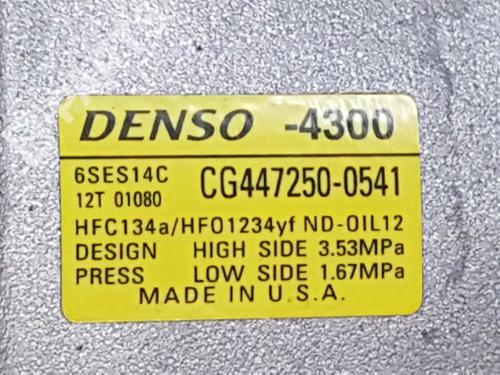 DENSO -4300
6SES14C CG447250-0541
12T 01080
HFC134a/HFO1234yf ND-OIL12
DESIGN HIGH SIDE 3.53MPa
PRESS LOW SIDE 1.67MPa
MADE IN U.S.A.